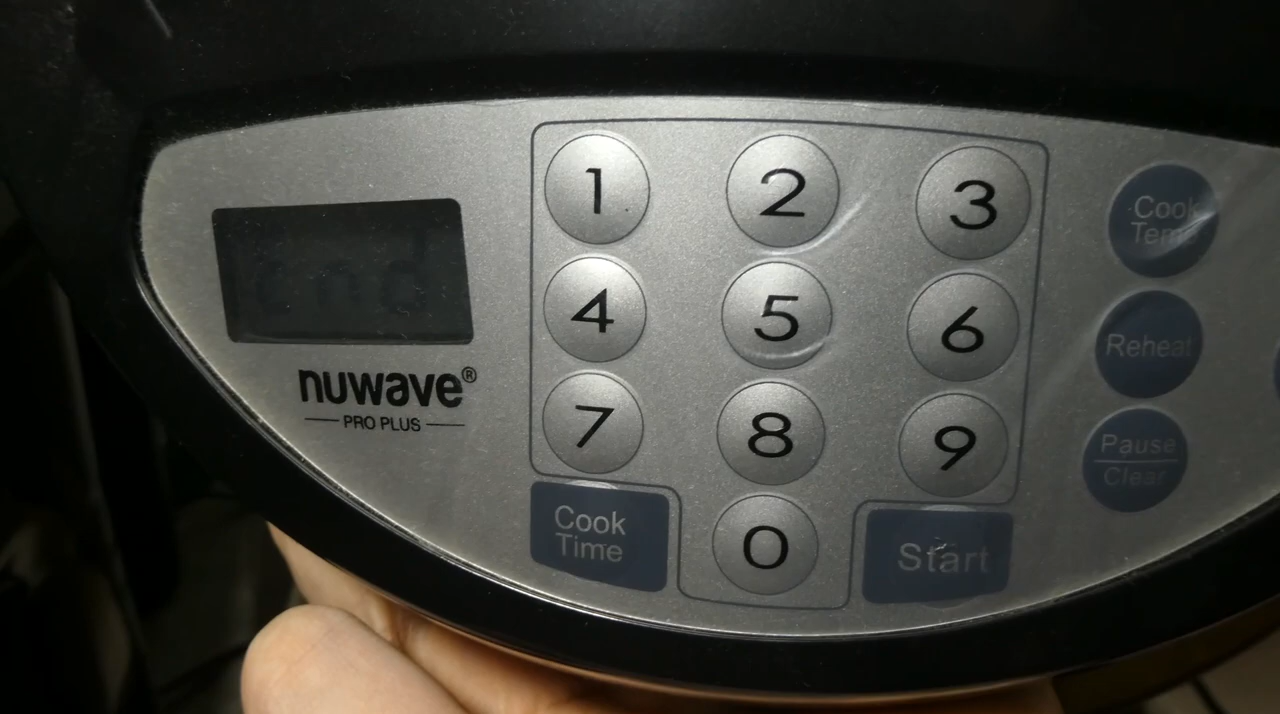 End
nuwave®
PRO PLUS
1 2 3
4 5 6
7 8 9
0
Cook
Time
Start
Cook
Temp
Reheat
Pause
Clear